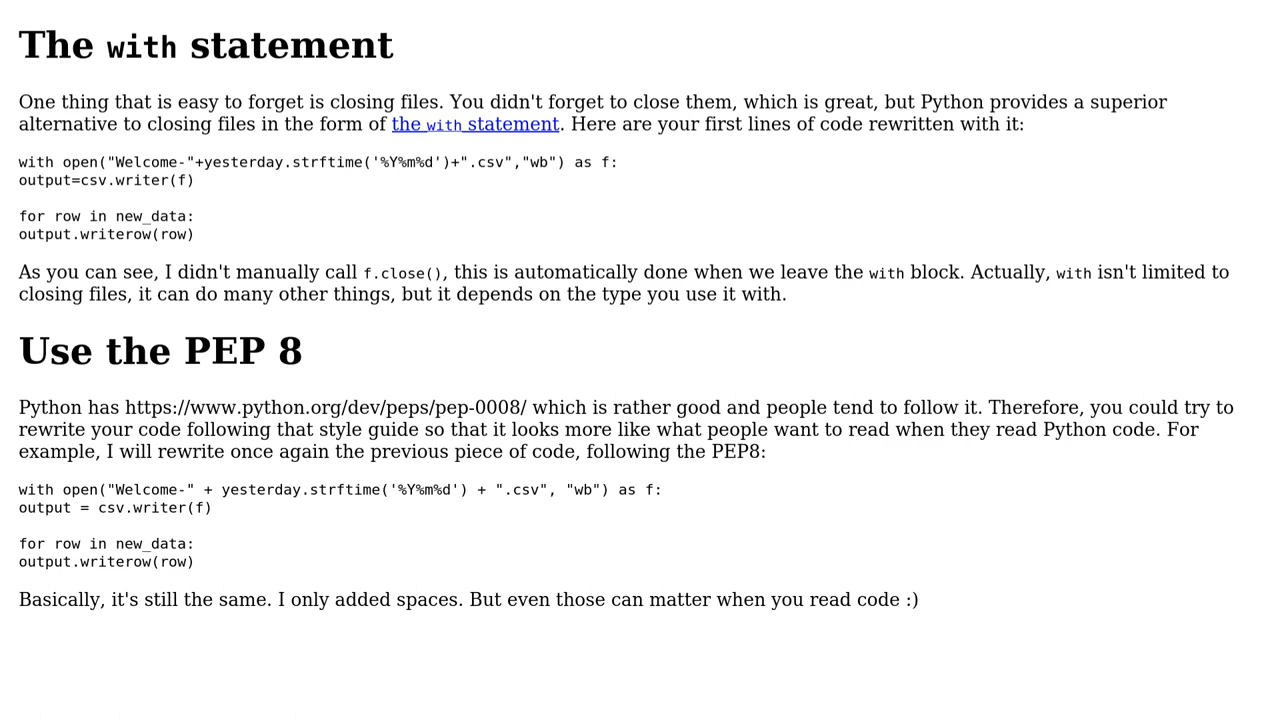 The with statement
One thing that is easy to forget is closing files. You didn't forget to close them, which is great, but Python provides a superior
alternative to closing files in the form of the with statement. Here are your first lines of code rewritten with it:
with open("Welcome-"+yesterday.strftime('%Y%m%d')+".csv","wb") as f:
output=csv.writer(f)
for row in new_data:
output.writerow(row)
As you can see, I didn't manually call f.close(), this is automatically done when we leave the with block. Actually, with isn't limited to
closing files, it can do many other things, but it depends on the type you use it with.
Use the PEP 8
Python has https://www.python.org/dev/peps/pep-0008/ which is rather good and people tend to follow it. Therefore, you could try to
rewrite your code following that style guide so that it looks more like what people want to read when they read Python code. For
example, I will rewrite once again the previous piece of code, following the PEP8:
with open("Welcome-" + yesterday.strftime('%Y%m%d') + ".csv", "wb") as f:
output = csv.writer(f)
for row in new_data:
output.writerow(row)
Basically, it's still the same. I only added spaces. But even those can matter when you read code :)